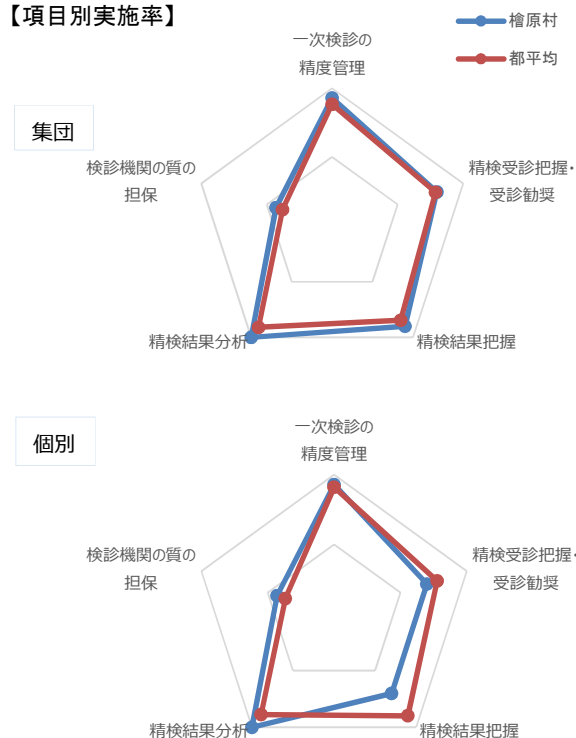 【項目別実施率】
檜原村
都平均
集団
一次検診の
精度管理
精検受診把握・
受診勧奨
精検結果把握
精検結果分析
検診機関の質の
担保
個別
一次検診の
精度管理
精検受診把握・
受診勧奨
精検結果把握
精検結果分析
検診機関の質の
担保